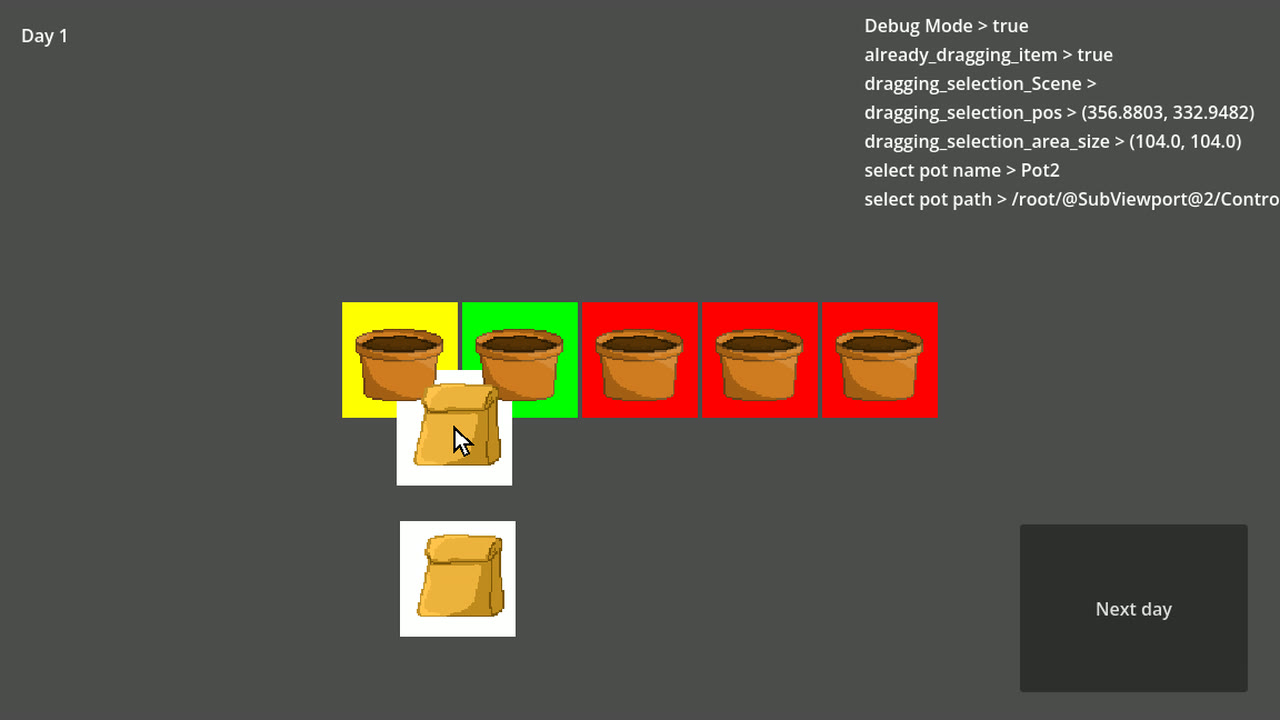 Day 1
Debug Mode > true
already_dragging_item > true
dragging_selection_Scene >
dragging_selection_pos > (356.8803, 332.9482)
dragging_selection_area_size > (104.0, 104.0)
select pot name > Pot2
select pot path > /root/@SubViewport@2/Contro
Next day